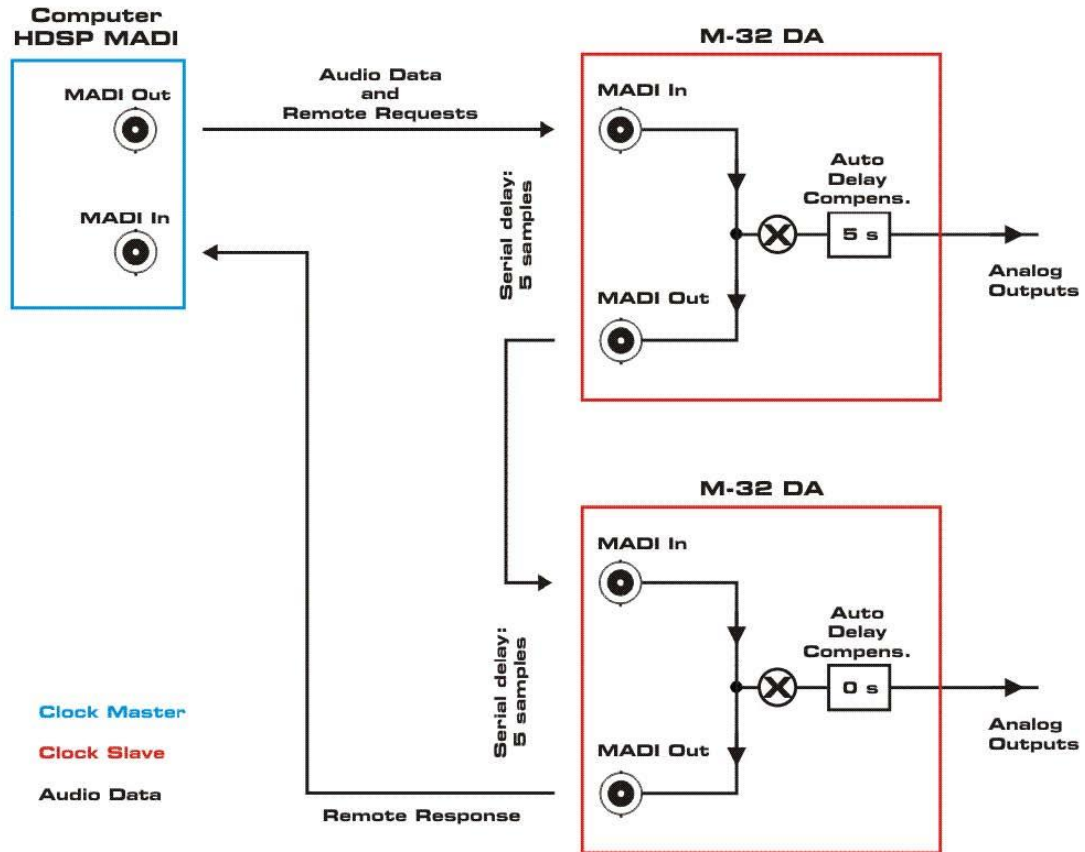 Computer
HDSP MADI
MADI Out
MADI In
Audio Data
and
Remote Requests
M-32 DA
MADI In
Serial delay:
5 samples
Auto
Delay
Compens.
5 s
Analog
Outputs
MADI Out
M-32 DA
MADI In
Serial delay:
5 samples
Auto
Delay
Compens.
0 s
Analog
Outputs
MADI Out
Remote Response
Clock Master
Clock Slave
Audio Data